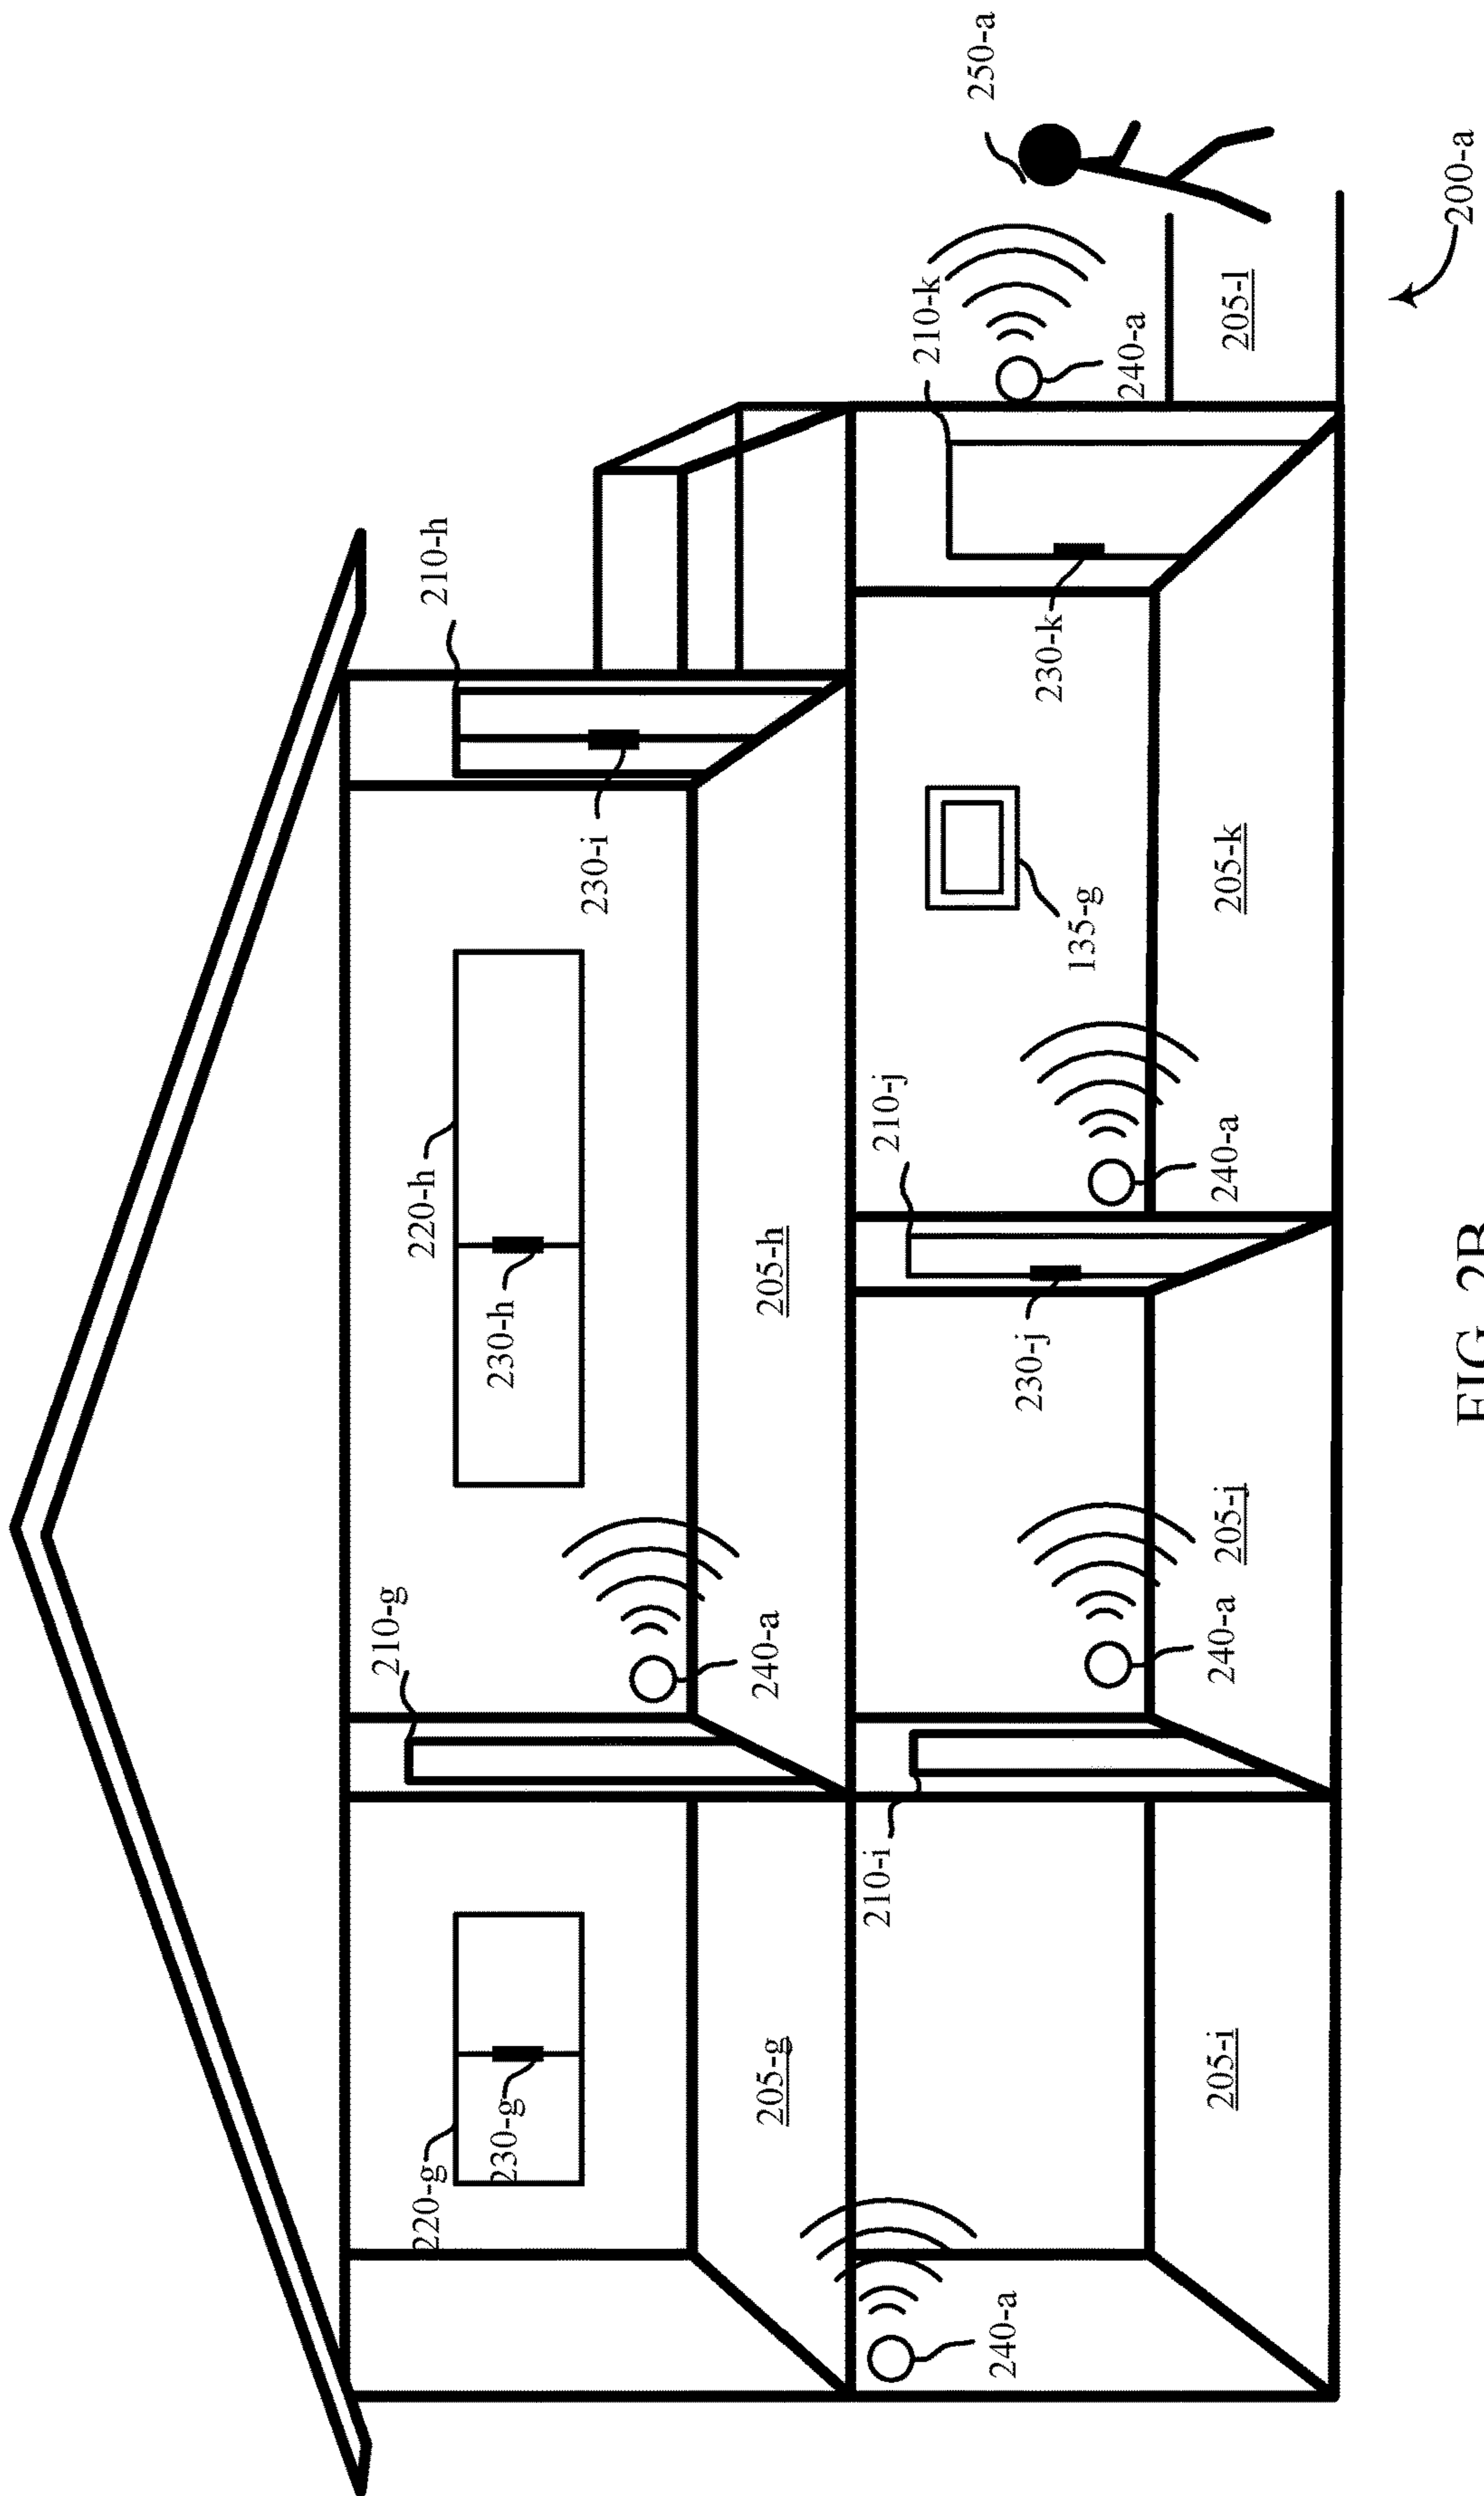 210-g
210-h
220-g
230-g
220-h
230-h
230-i
205-g
240-a
205-h
210-i
210-j
210-k
250-a
240-a
230-j
135-g
230-k
240-a
205-i
240-a
205-j
240-a
205-k
205-l
200-a
FIG. 2B